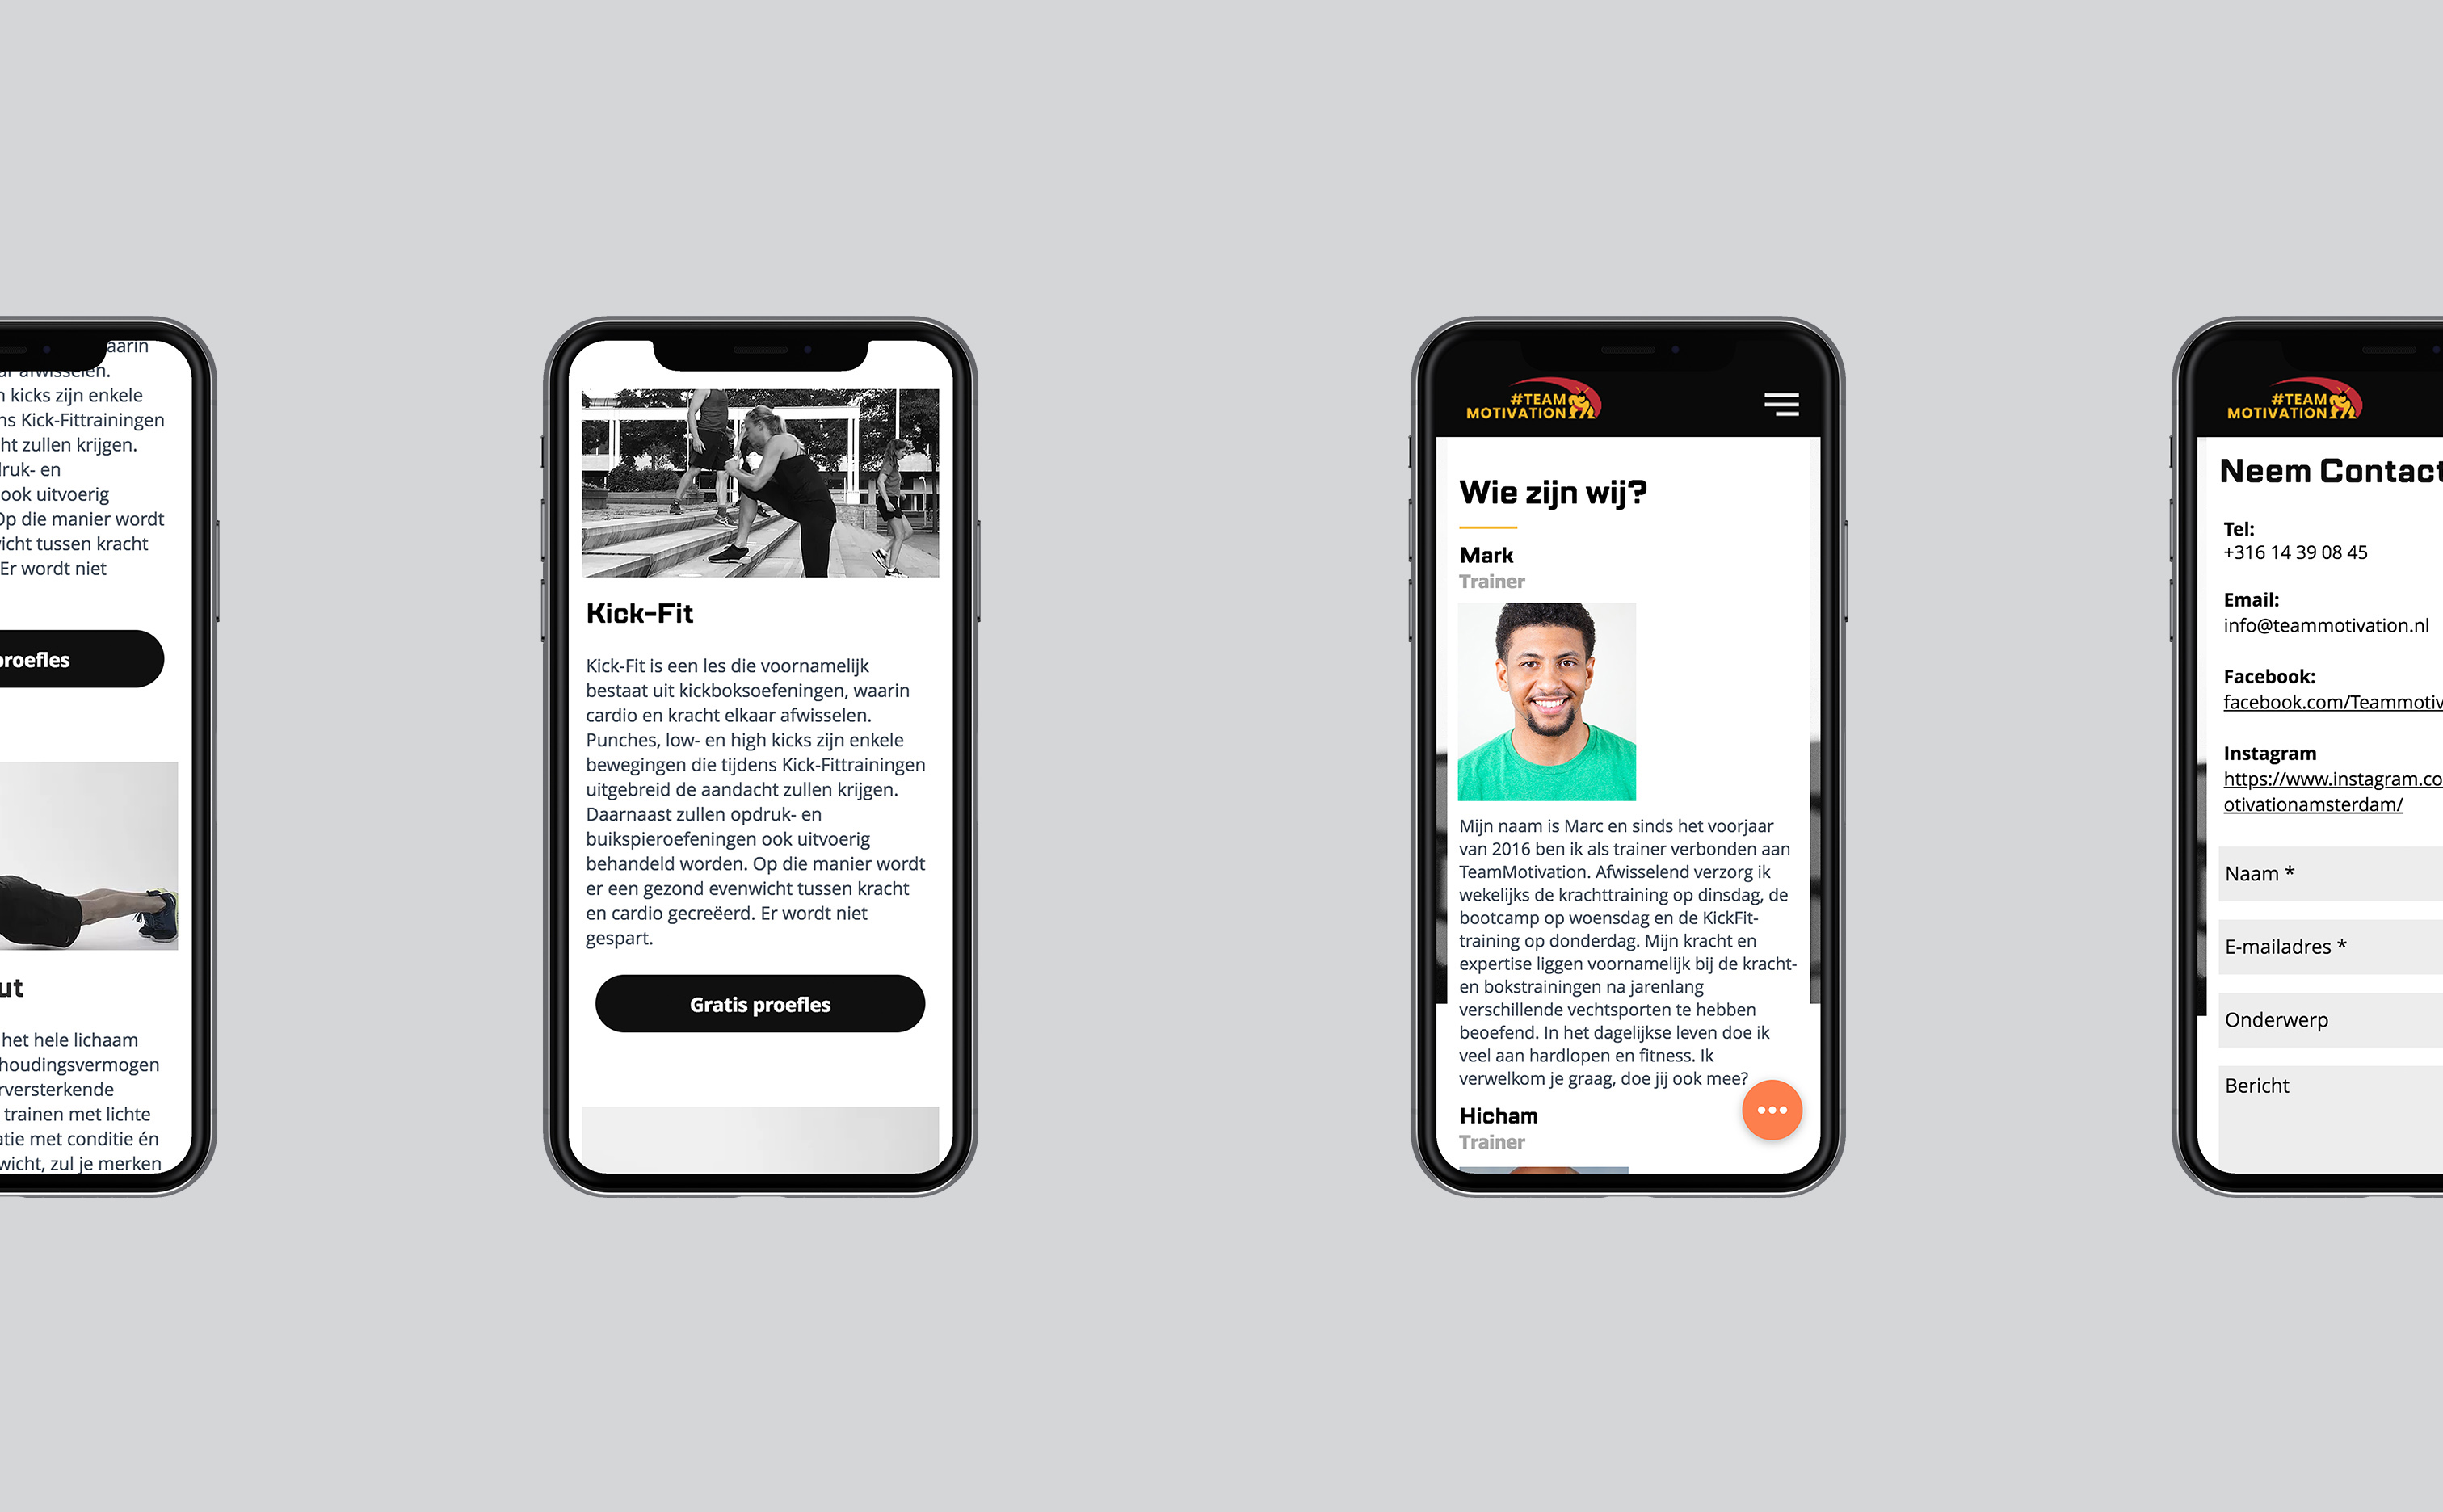 aarin
ar afwisselen.
kicks zijn enkele
Kick-Fittrainingen
zullen krijgen.
en
ook uitvoerig
Op die manier wordt
tussen kracht
Er wordt niet
proefles
het hele lichaam
trainen met lichte
met conditie én
zul je merken
Kick-Fit
Kick-Fit is een les die voornamelijk
bestaat uit kickboksoefeningen, waarin
cardio en kracht elkaar afwisselen.
Punches, low- en high kicks zijn enkele
bewegingen die tijdens Kick-Fittrainingen
uitgebreid de aandacht zullen krijgen.
Daarnaast zullen opdruk- en
buikspieroefeningen ook uitvoerig
behandeld worden. Op die manier wordt
er een gezond evenwicht tussen kracht
en cardio gecreëerd. Er wordt niet
gespart.
Gratis proefles
#TEAM
MOTIVATION
Wie zijn wij?
Mark
Trainer
Mijn naam is Marc en sinds het voorjaar
van 2016 ben ik als trainer verbonden aan
TeamMotivation. Afwisselend verzorg ik
wekelijks de krachttraining op dinsdag, de
bootcamp op woensdag en de KickFit-
training op donderdag. Mijn kracht en
expertise liggen voornamelijk bij de kracht-
en bokstrainingen na jarenlang
verschillende vechtsporten te hebben
beoefend. In het dagelijkse leven doe ik
veel aan hardlopen en fitness. Ik
verwelkom je graag, doe jij ook mee?
Hicham
Trainer
#TEAM
MOTIVATION
Neem Contact
Tel:
+316 14 39 08 45
Email:
info@teammotivation.nl
Facebook:
facebook.com/Teammotiv
Instagram
https://www.instagram.co
otivationamsterdam/
Naam *
E-mailadres *
Onderwerp
Bericht